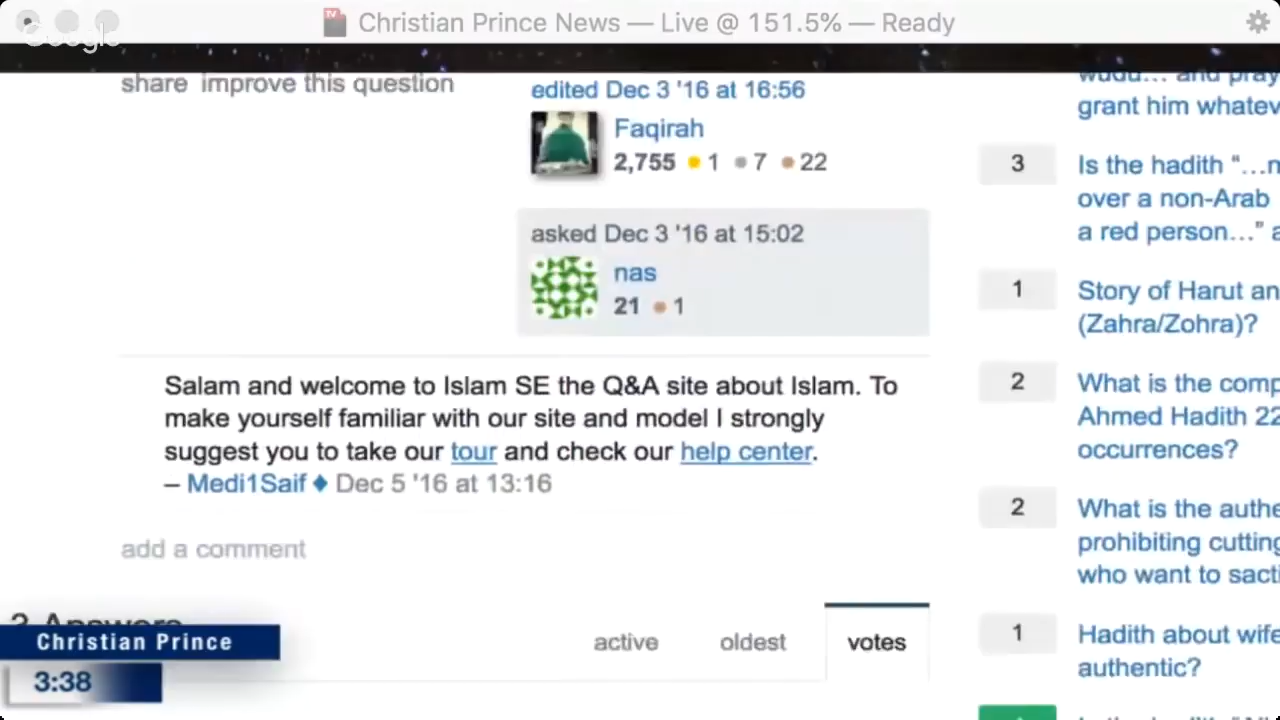 Christian Prince News — Live @ 151.5% — Ready
Google
share improve this question
edited Dec 3 '16 at 16:56
Faqirah
2,755 1 7 22
asked Dec 3 '16 at 15:02
nas
21 1
Salam and welcome to Islam SE the Q&A site about Islam. To
make yourself familiar with our site and model I strongly
suggest you to take our tour and check our help center.
– Medi1Saif ♦ Dec 5 '16 at 13:16
add a comment
Answers
active oldest votes
Christian Prince
3:38
wudu… and pray
grant him whatev
3 Is the hadith “…n
over a non-Arab
a red person…” a
1 Story of Harut an
(Zahra/Zohra)?
2 What is the comp
Ahmed Hadith 22
occurrences?
2 What is the authe
prohibiting cutting
who want to sacti
1 Hadith about wife
authentic?